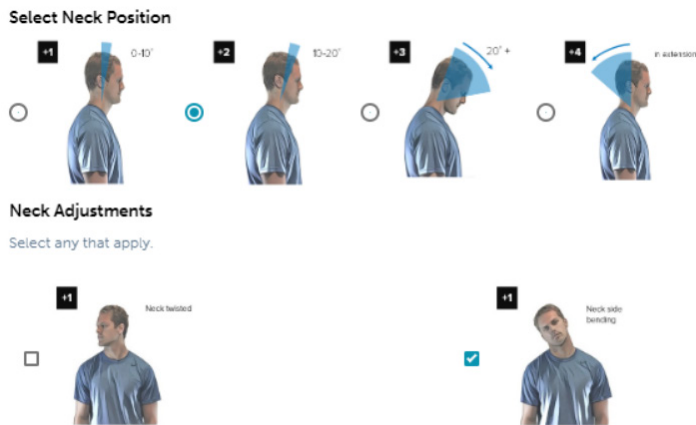 Select Neck Position
+1
0-10°
+2
10-20°
+3
20° +
+4
in extension
Neck Adjustments
Select any that apply.
+1
Neck twisted
+1
Neck side
bending